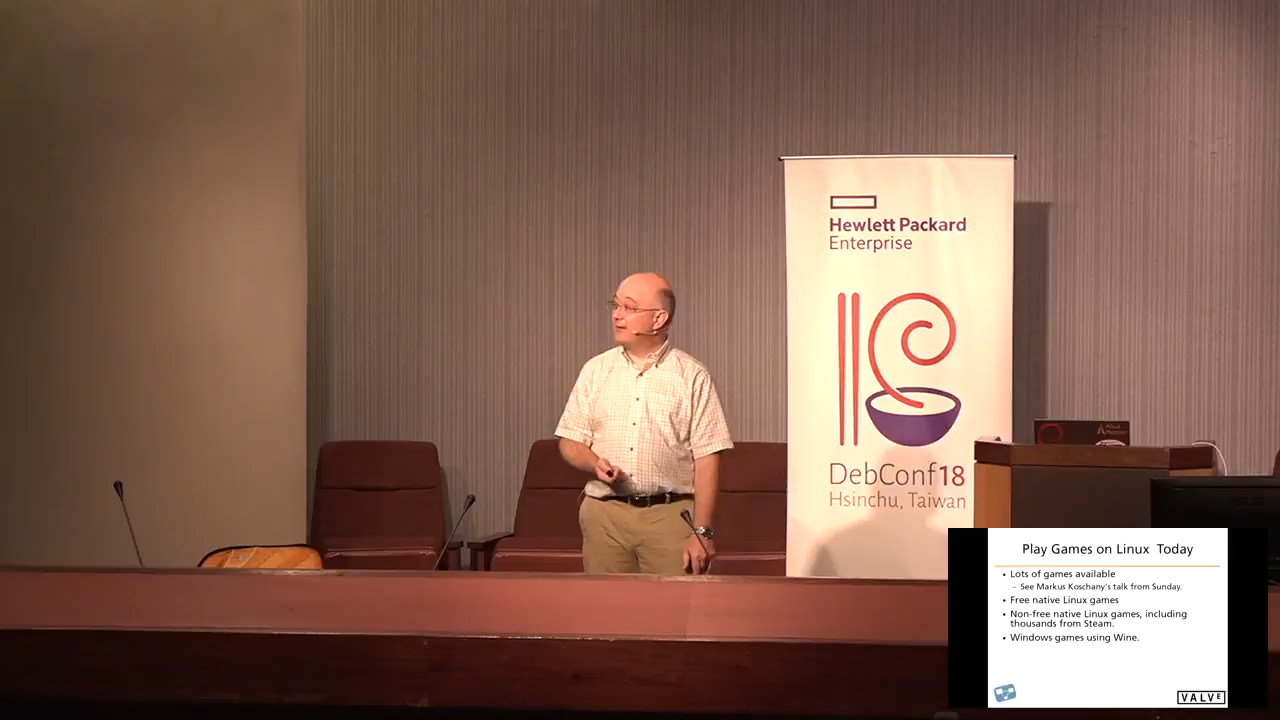 Hewlett Packard
Enterprise
DebConf18
Hsinchu, Taiwan
Play Games on Linux Today
• Lots of games available
– See Markus Koschany's talk from Sunday.
• Free native Linux games
• Non-free native Linux games, including
thousands from Steam.
• Windows games using Wine.
VALVE